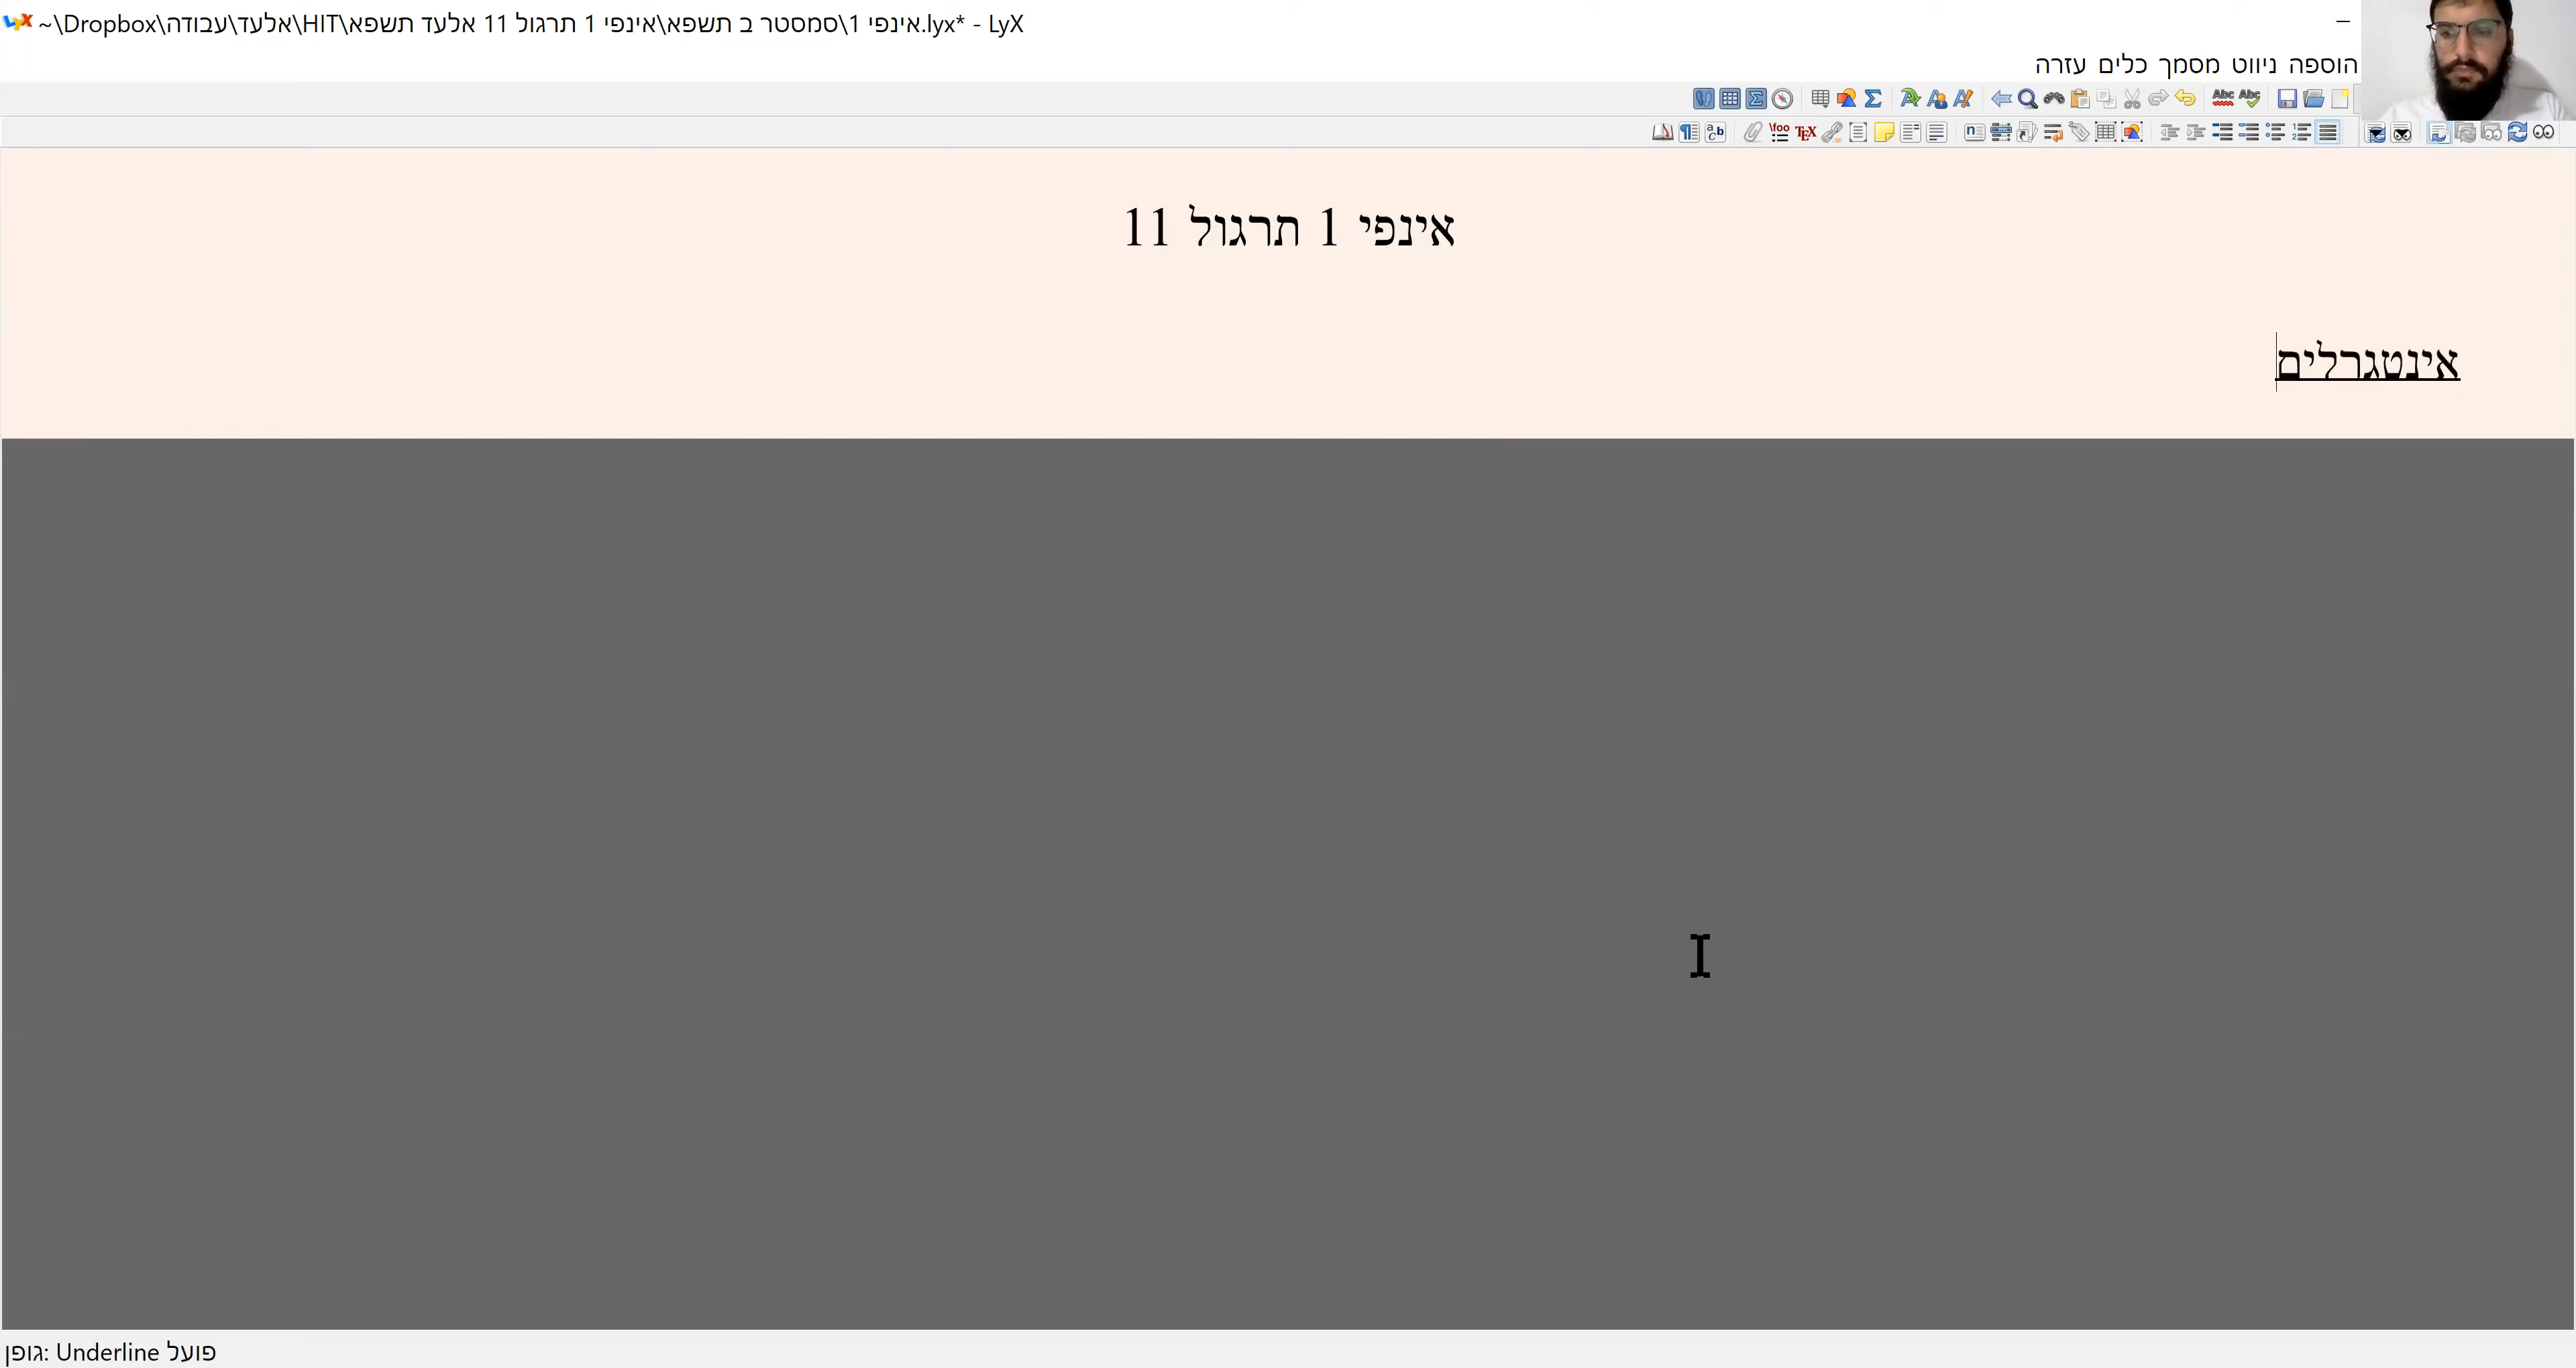 ~\Dropbox\אינפי 1\סמסטר ב תשפא\אינפי 1 תרגול 11 אלעד תשפא\HIT\אלעד\עבודה.lyx* - LyX
הוספה ניווט מסמך כלים עזרה
אינפי 1 תרגול 11
אינטגרלים
גופן: Underline פועל